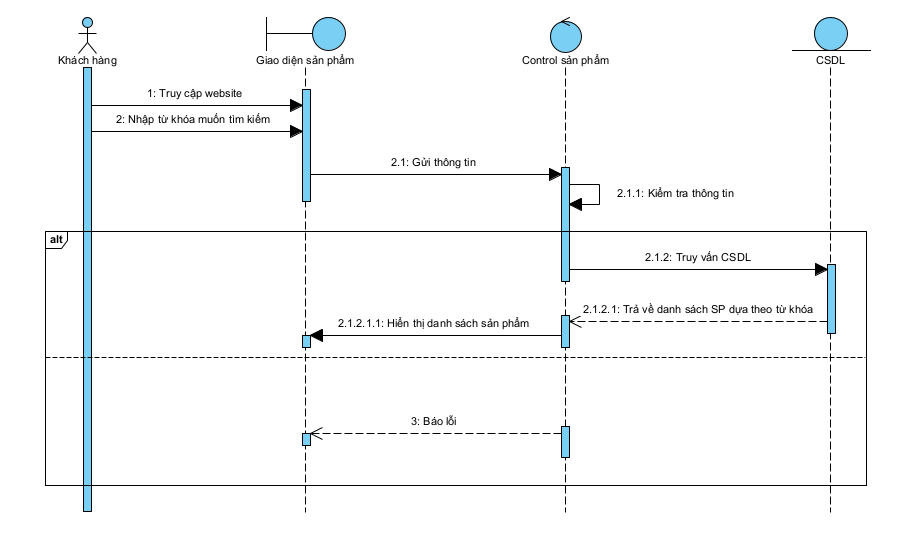 Khách hàng
Giao diện sản phẩm
Control sản phẩm
CSDL
1: Truy cập website
2: Nhập từ khóa muốn tìm kiếm
2.1: Gửi thông tin
2.1.1: Kiểm tra thông tin
alt
2.1.2: Truy vấn CSDL
2.1.2.1: Trả về danh sách SP dựa theo từ khóa
2.1.2.1.1: Hiển thị danh sách sản phẩm
3: Báo lỗi